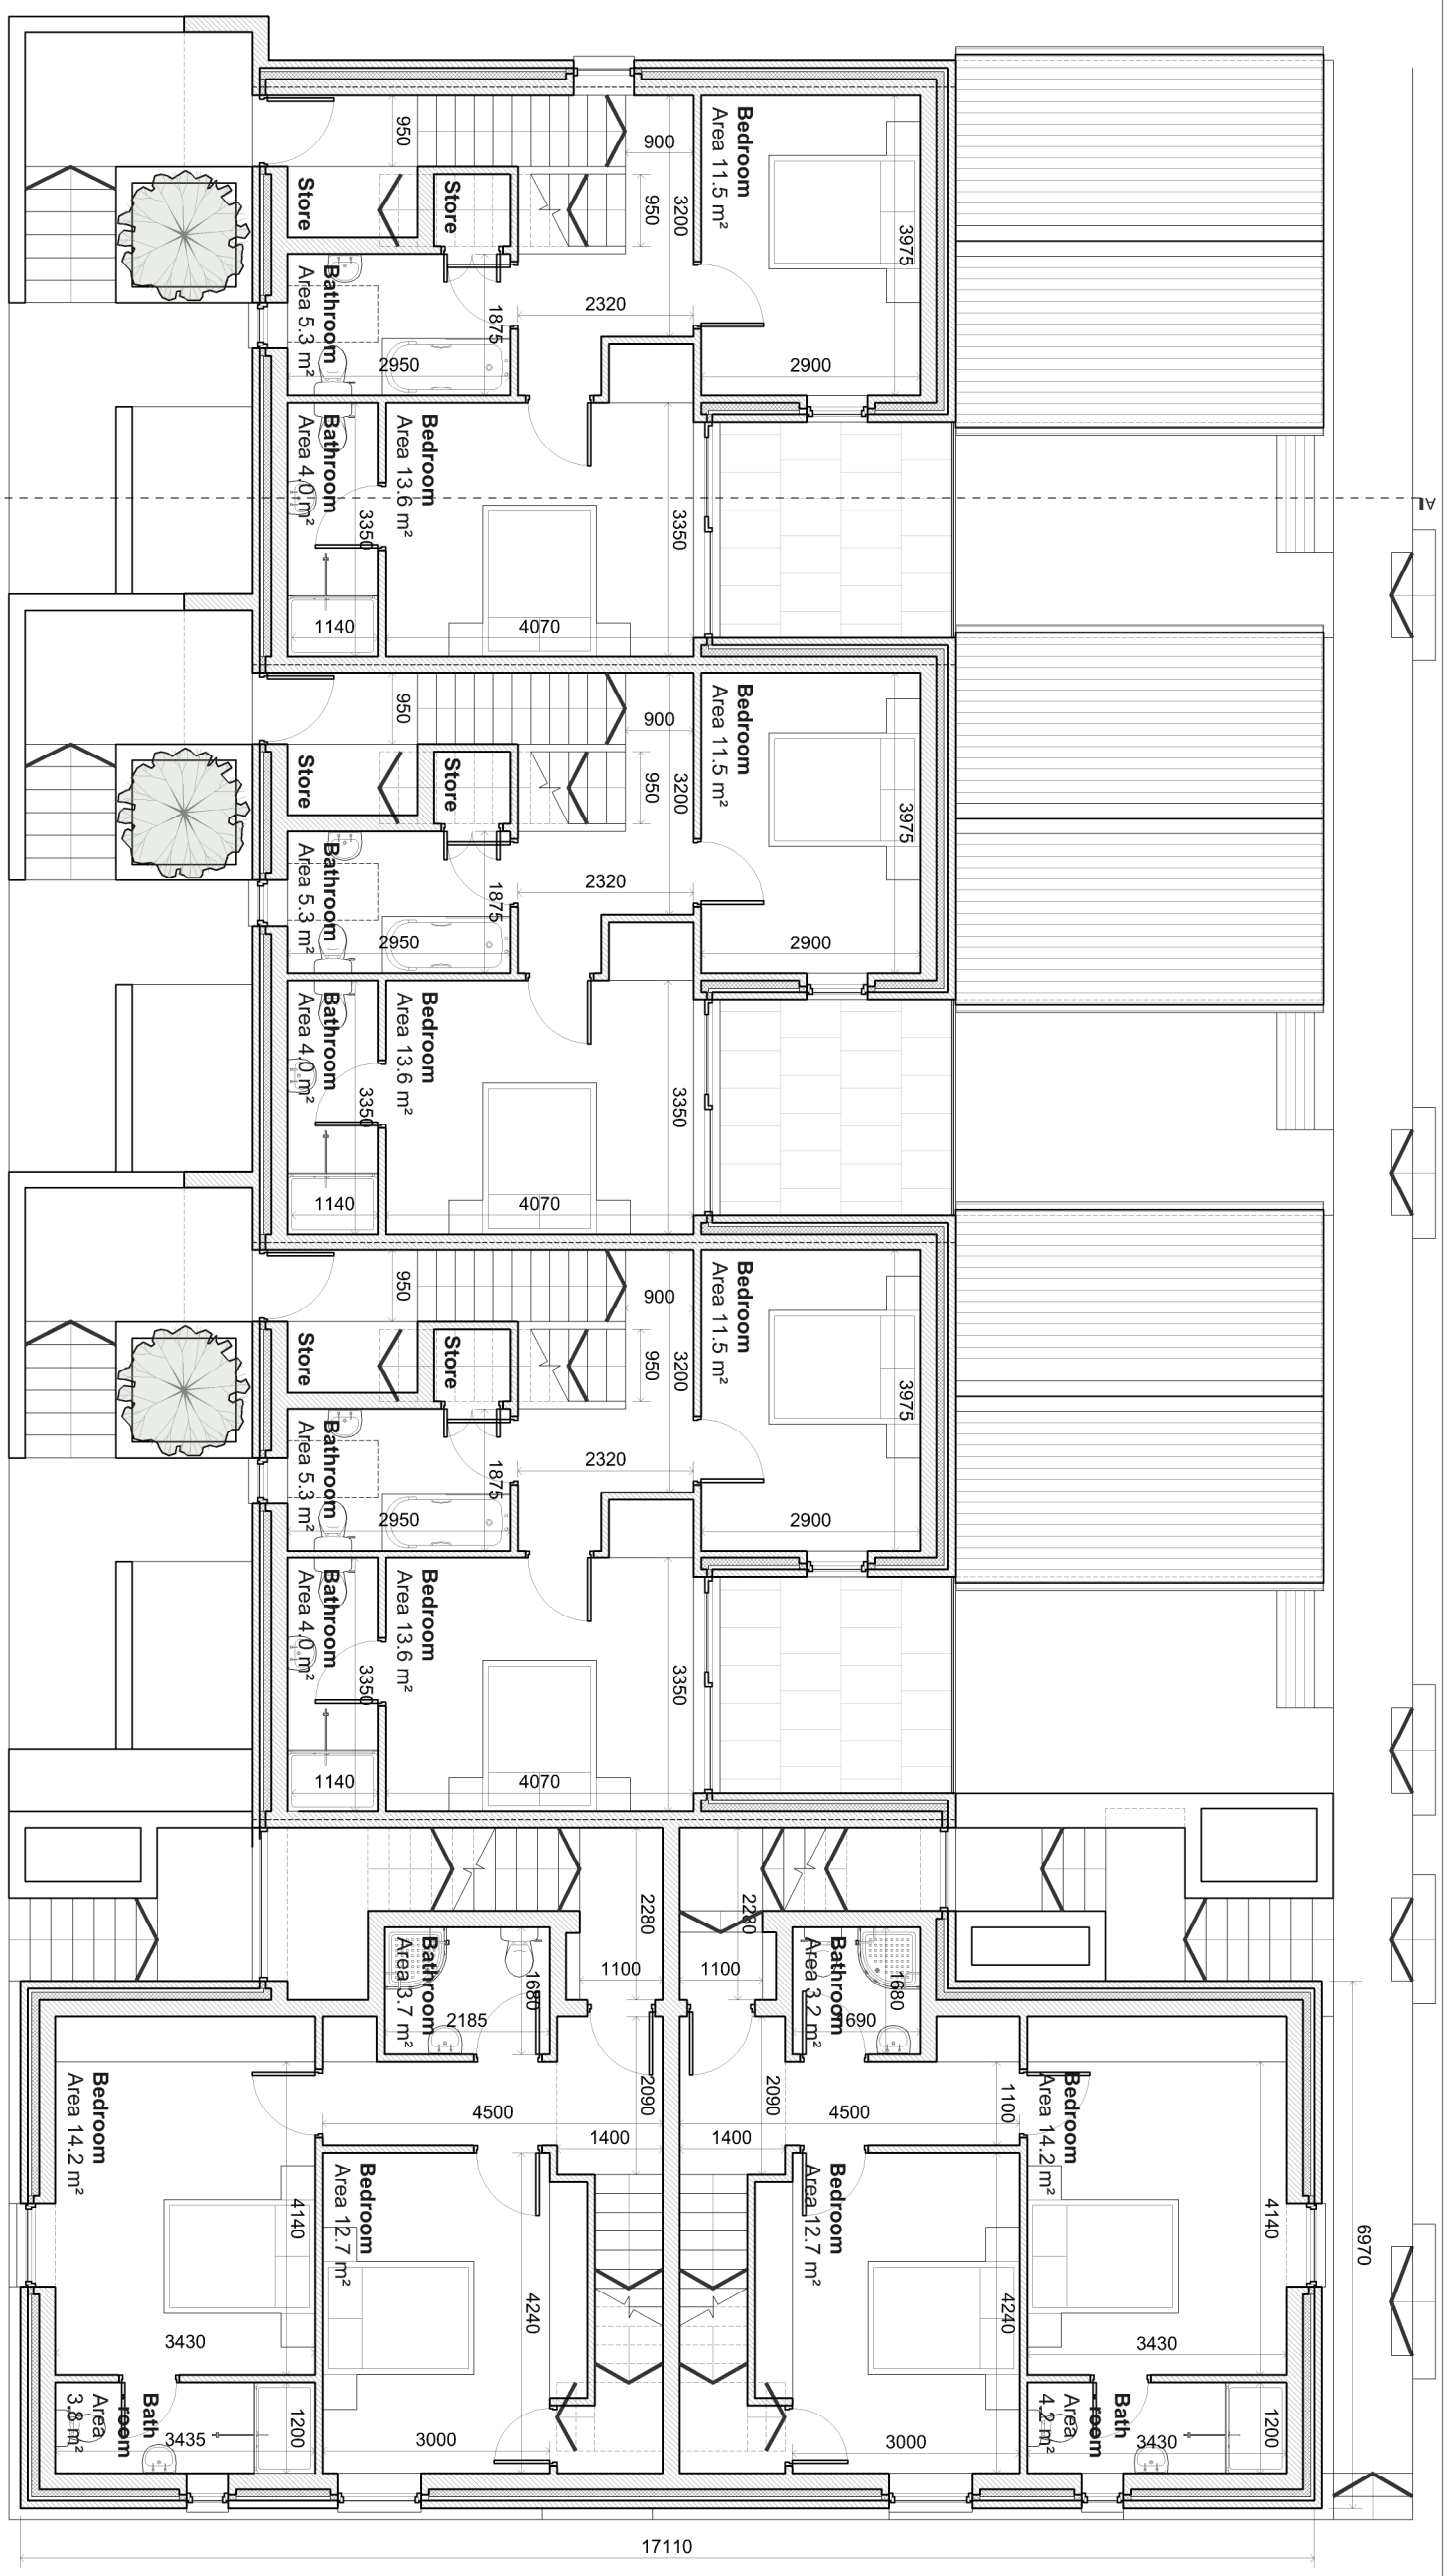 Bedroom
Area 11.5 m²
3975
2900
900
3200
950
950
Store
Store
2320
1875
Bathroom
Area 5.3 m²
2950
Bathroom
Area 4.0 m²
3350
1140
Bedroom
Area 13.6 m²
3350
4070
A
Bedroom
Area 11.5 m²
3975
2900
900
3200
950
950
Store
Store
2320
1875
Bathroom
Area 5.3 m²
2950
Bathroom
Area 4.0 m²
3350
1140
Bedroom
Area 13.6 m²
3350
4070
Bedroom
Area 11.5 m²
3975
2900
900
3200
950
950
Store
Store
2320
1875
Bathroom
Area 5.3 m²
2950
Bathroom
Area 4.0 m²
3350
1140
Bedroom
Area 13.6 m²
3350
4070
2280
2280
1100
1100
Bathroom
Area 3.7 m²
1680
2185
Bathroom
Area 3.2 m²
1680
1690
2090
2090
4500
4500
1100
1400
1400
Bedroom
Area 14.2 m²
4140
3430
Bedroom
Area 12.7 m²
4240
3000
Bedroom
Area 12.7 m²
4240
3000
Bedroom
Area 14.2 m²
4140
3430
6970
Bath
- room
Area
3.8 m²
3435
1200
Bath
- room
Area
4.2 m²
3430
1200
17110